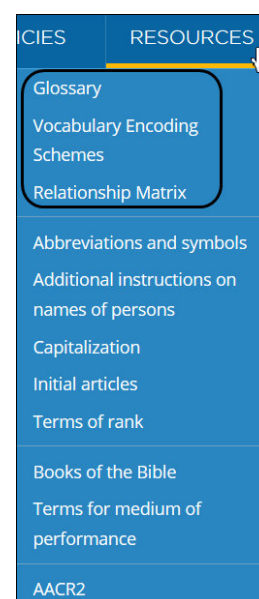 ICIES RESOURCES
Glossary
Vocabulary Encoding
Schemes
Relationship Matrix
Abbreviations and symbols
Additional instructions on
names of persons
Capitalization
Initial articles
Terms of rank
Books of the Bible
Terms for medium of
performance
AACR2